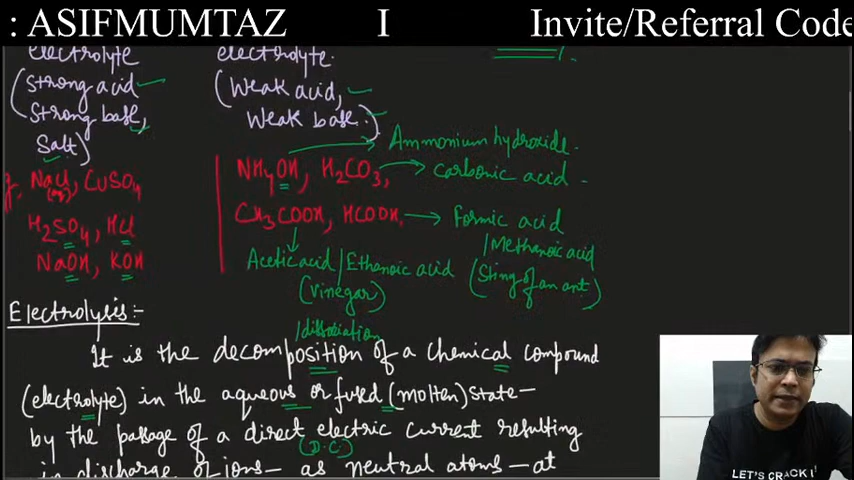 : ASIFMUMTAZ I Invite/Referral Code
electrolyte electrolyte.
(Strong acid (Weak acid,
Strong base, Weak base.)
Salt)
Ammonium hydroxide.
NaCl, CuSO4 NH4OH, H2CO3, Carbonic acid
(aq)
H2SO4, HCl CH3COOH, HCOOH, Formic acid
/Methanoic acid
NaOH, KOH Acetic acid/Ethanoic acid (Sting of an ant)
(Vinegar)
Electrolysis:-
/dissociation
It is the decomposition of a chemical compound
(electrolyte) in the aqueous or fused (molten) state-
by the passage of a direct electric current resulting
(D.C.)
in discharge of ions- as neutral atoms- at
LET'S CRACK IT